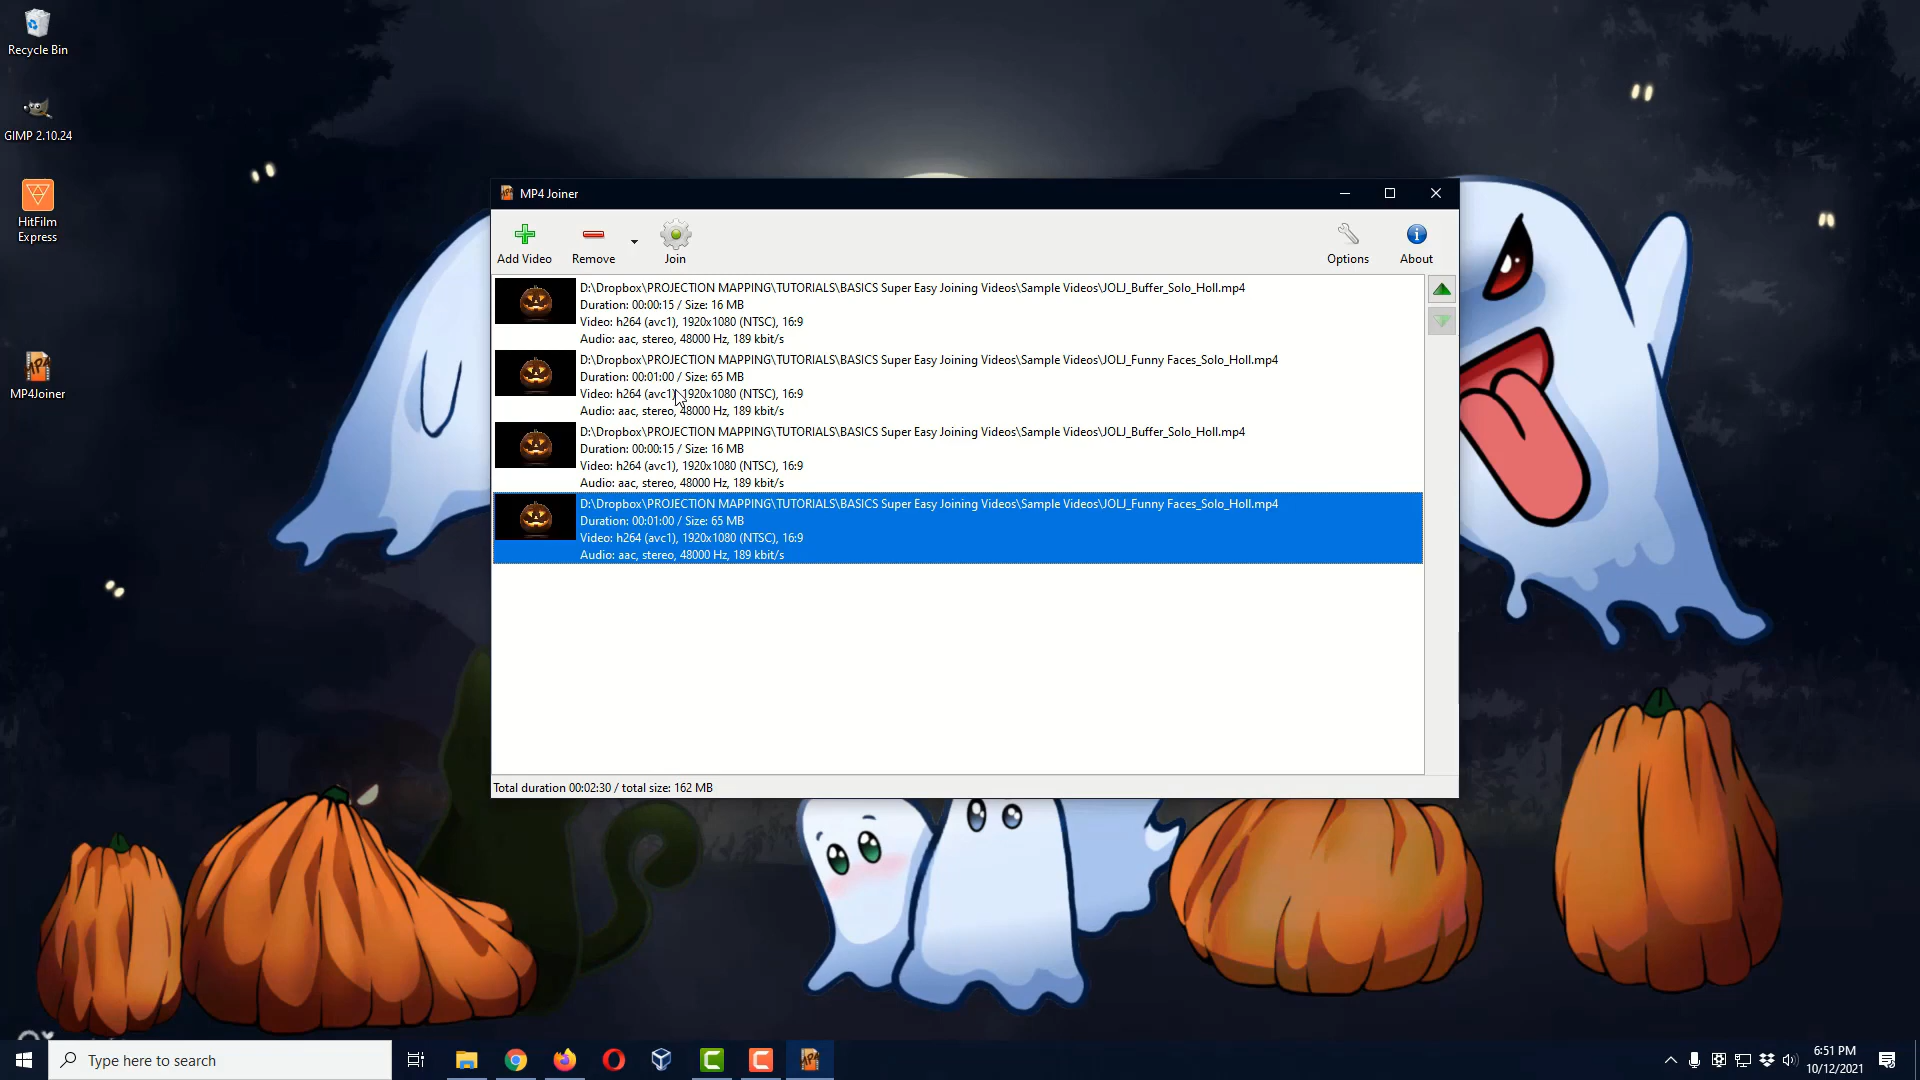 Recycle Bin
GIMP 2.10.24
HitFilm
Express
MP4Joiner
MP4 Joiner
Add Video
Remove
Join
Options
About
D:\Dropbox\PROJECTION MAPPING\TUTORIALS\BASICS Super Easy Joining Videos\Sample Videos\JOLJ_Buffer_Solo_Holl.mp4
Duration: 00:00:15 / Size: 16 MB
Video: h264 (avc1), 1920x1080 (NTSC), 16:9
Audio: aac, stereo, 48000 Hz, 189 kbit/s
D:\Dropbox\PROJECTION MAPPING\TUTORIALS\BASICS Super Easy Joining Videos\Sample Videos\JOLJ_Funny Faces_Solo_Holl.mp4
Duration: 00:01:00 / Size: 65 MB
Video: h264 (avc1), 1920x1080 (NTSC), 16:9
Audio: aac, stereo, 48000 Hz, 189 kbit/s
D:\Dropbox\PROJECTION MAPPING\TUTORIALS\BASICS Super Easy Joining Videos\Sample Videos\JOLJ_Buffer_Solo_Holl.mp4
Duration: 00:00:15 / Size: 16 MB
Video: h264 (avc1), 1920x1080 (NTSC), 16:9
Audio: aac, stereo, 48000 Hz, 189 kbit/s
D:\Dropbox\PROJECTION MAPPING\TUTORIALS\BASICS Super Easy Joining Videos\Sample Videos\JOLJ_Funny Faces_Solo_Holl.mp4
Duration: 00:01:00 / Size: 65 MB
Video: h264 (avc1), 1920x1080 (NTSC), 16:9
Audio: aac, stereo, 48000 Hz, 189 kbit/s
Total duration 00:02:30 / total size: 162 MB
Type here to search
6:51 PM
10/12/2021